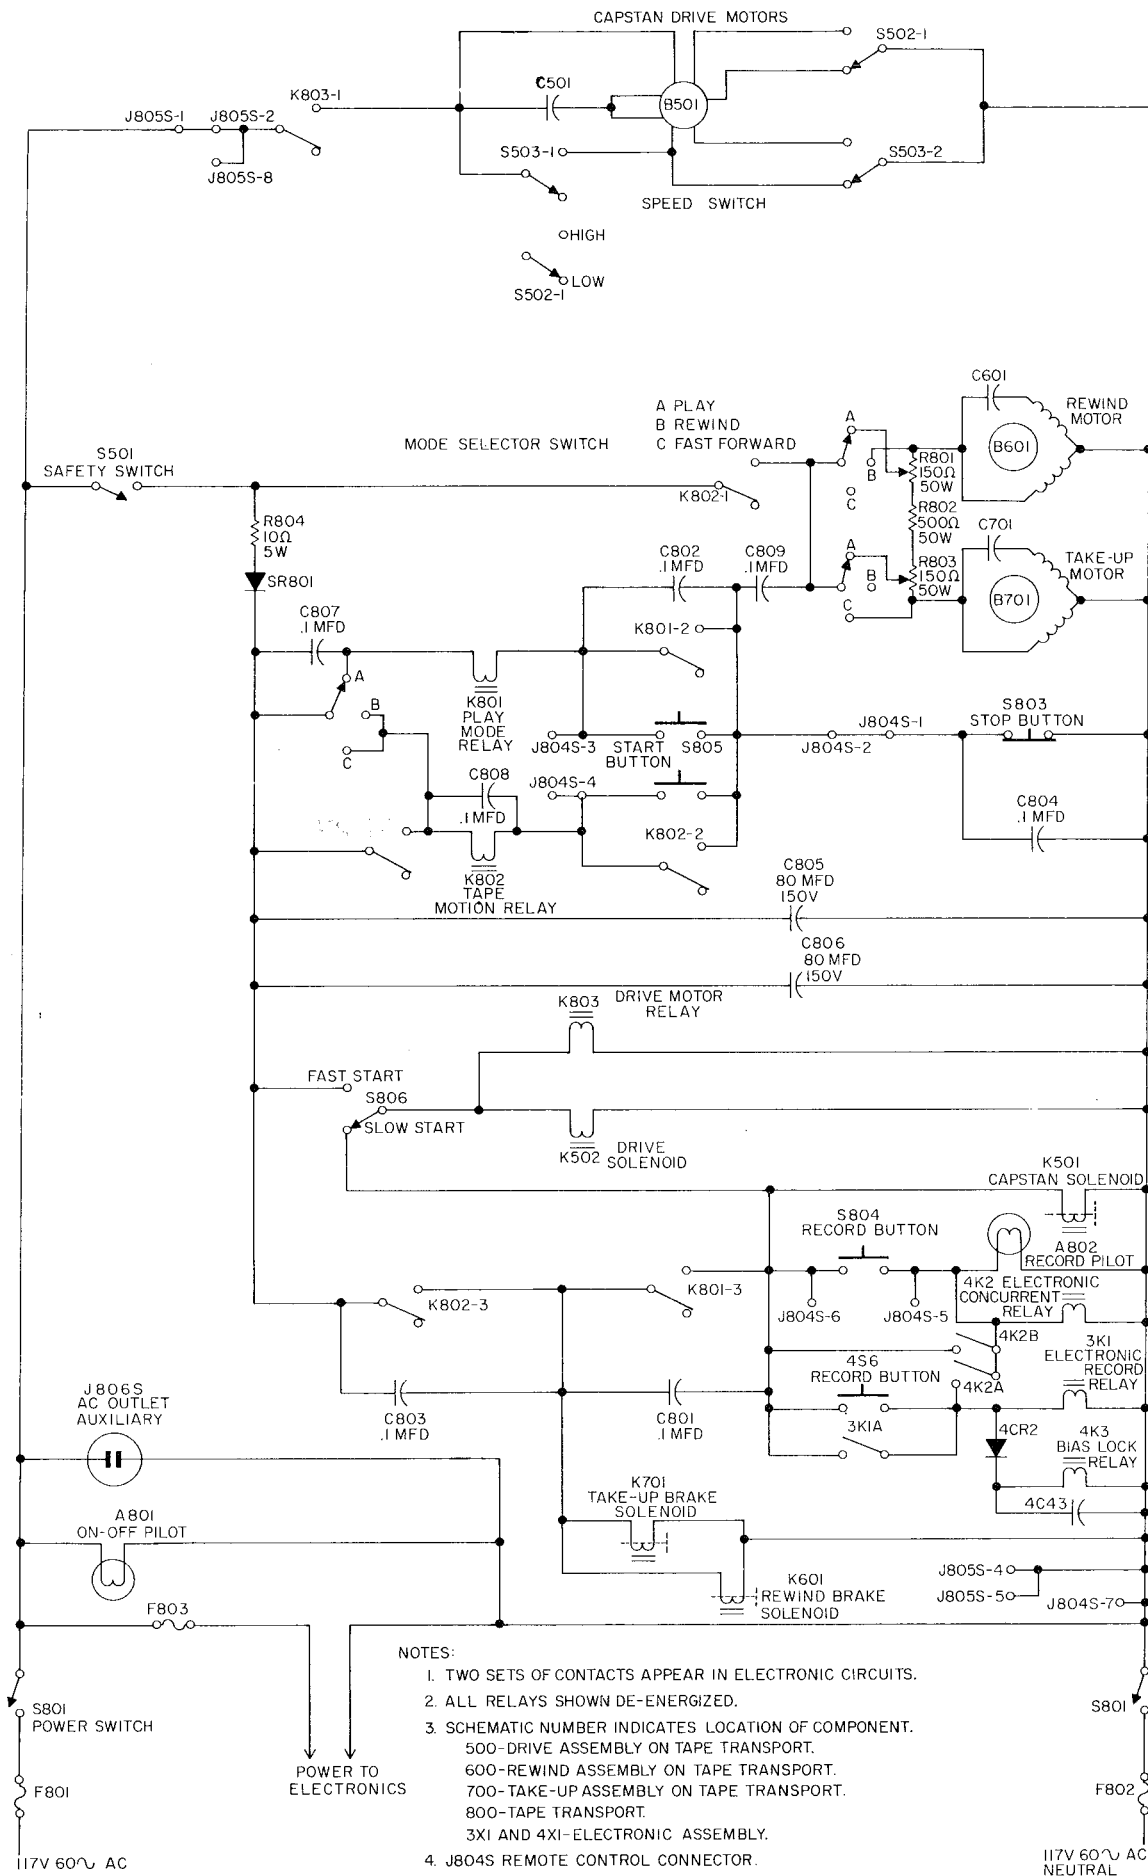 CAPSTAN DRIVE MOTORS
S502-1
C501
B501
K803-1
J805S-1
J805S-2
J805S-8
S503-1
S503-2
SPEED SWITCH
HIGH
LOW
S502-1
A PLAY
B REWIND
C FAST FORWARD
MODE SELECTOR SWITCH
S501
SAFETY SWITCH
K802-1
A
B
C
R801
150Ω
50W
R802
500Ω
50W
R803
150Ω
50W
C601
B601
REWIND
MOTOR
C701
B701
TAKE-UP
MOTOR
A
B
C
R804
10Ω
5W
SR801
C802
.1MFD
C809
.1MFD
C807
.1 MFD
K801-2
A
B
C
K801
PLAY
MODE
RELAY
J804S-3
START
BUTTON
S805
J804S-2
J804S-1
S803
STOP BUTTON
C808
.1 MFD
J804S-4
K802-2
C804
.1 MFD
K802
TAPE
MOTION RELAY
C805
80 MFD
150V
C806
80 MFD
150V
K803
DRIVE MOTOR
RELAY
FAST START
S806
SLOW START
K502
DRIVE
SOLENOID
K501
CAPSTAN SOLENOID
S804
RECORD BUTTON
A802
RECORD PILOT
K802-3
K801-3
J804S-6
J804S-5
4K2 ELECTRONIC
CONCURRENT
RELAY
4K2B
4K2A
3K1
ELECTRONIC
RECORD
RELAY
4S6
RECORD BUTTON
3K1A
J806S
AC OUTLET
AUXILIARY
C803
.1 MFD
C801
.1 MFD
4CR2
4K3
BIAS LOCK
RELAY
4C43
K701
TAKE-UP BRAKE
SOLENOID
A801
ON-OFF PILOT
K601
REWIND BRAKE
SOLENOID
J805S-4
J805S-5
J804S-7
F803
S801
POWER SWITCH
F801
117V 60∿ AC
POWER TO
ELECTRONICS
NOTES:
1. TWO SETS OF CONTACTS APPEAR IN ELECTRONIC CIRCUITS.
2. ALL RELAYS SHOWN DE-ENERGIZED.
3. SCHEMATIC NUMBER INDICATES LOCATION OF COMPONENT.
500-DRIVE ASSEMBLY ON TAPE TRANSPORT.
600-REWIND ASSEMBLY ON TAPE TRANSPORT.
700-TAKE-UP ASSEMBLY ON TAPE TRANSPORT.
800-TAPE TRANSPORT.
3X1 AND 4X1-ELECTRONIC ASSEMBLY.
4. J804S REMOTE CONTROL CONNECTOR.
S801
F802
117V 60∿ AC
NEUTRAL